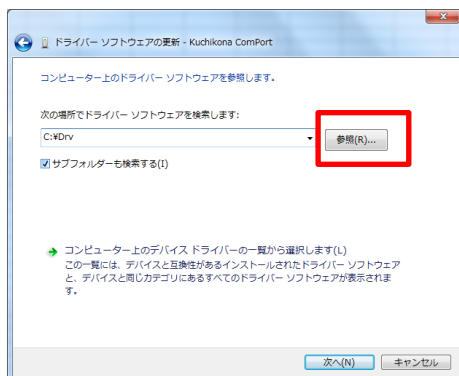 ドライバー ソフトウェアの更新 - Kuchikona ComPort
コンピューター上のドライバー ソフトウェアを参照します。
次の場所でドライバー ソフトウェアを検索します:
C:¥Drv
参照(R)...
サブフォルダーも検索する(I)
コンピューター上のデバイス ドライバーの一覧から選択します(L)
この一覧には、デバイスと互換性があるインストールされたドライバー ソフトウェア
と、デバイスと同じカテゴリにあるすべてのドライバー ソフトウェアが表示されま
す。
次へ(N)
キャンセル